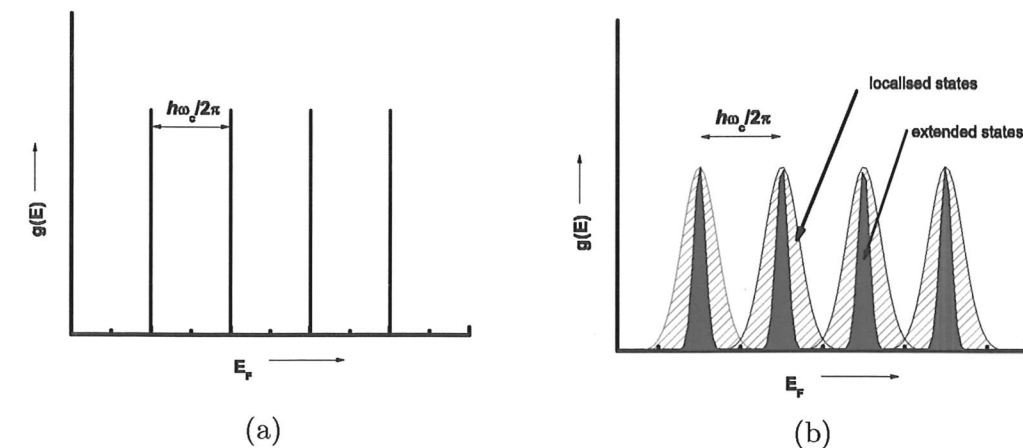 hω_c/2π
g(E)
E_F
(a)
localised states
hω_c/2π
extended states
g(E)
E_F
(b)